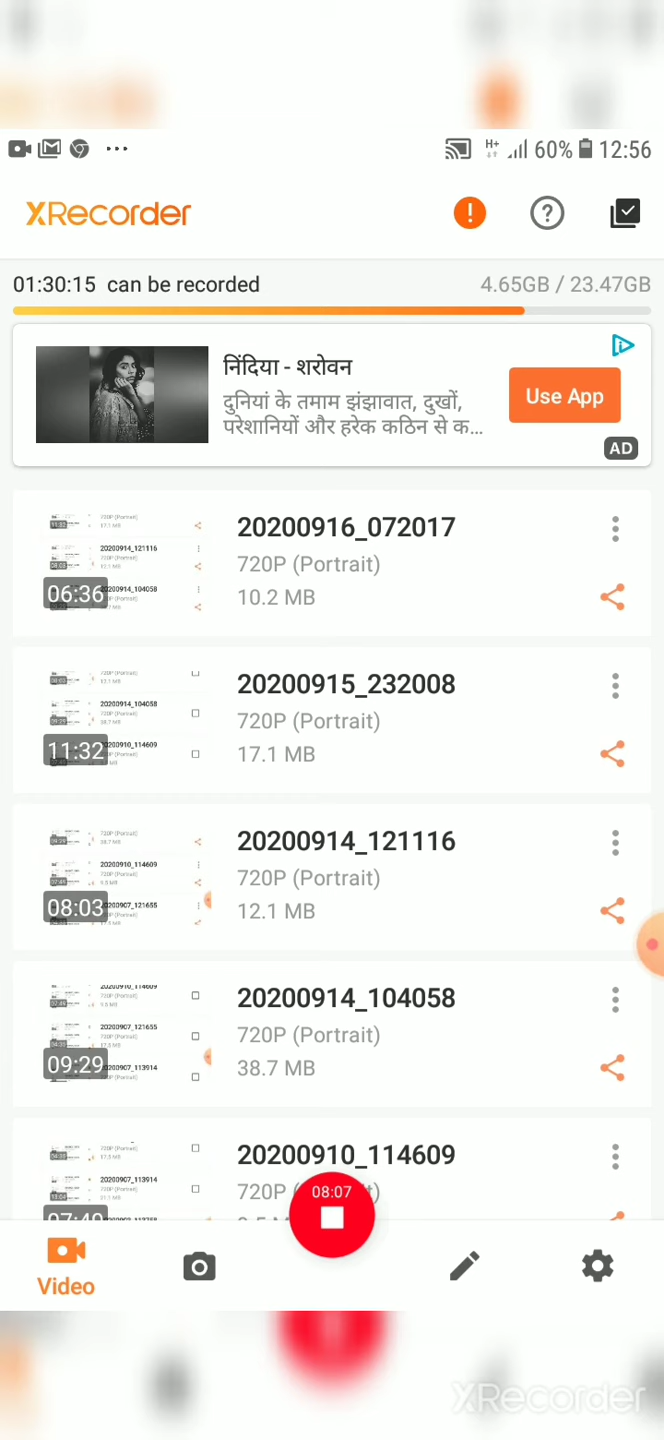 60% 12:56
XRecorder
01:30:15 can be recorded 4.65GB / 23.47GB
निंदिया - शरोवन
दुनियां के तमाम झंझावात, दुखों,
परेशानियों और हरेक कठिन से क...
Use App
AD
20200916_072017
720P (Portrait)
06:36
10.2 MB
20200915_232008
720P (Portrait)
11:32
17.1 MB
20200914_121116
720P (Portrait)
08:03
12.1 MB
20200914_104058
720P (Portrait)
09:29
38.7 MB
20200910_114609
720P
08:07
Video
XRecorder